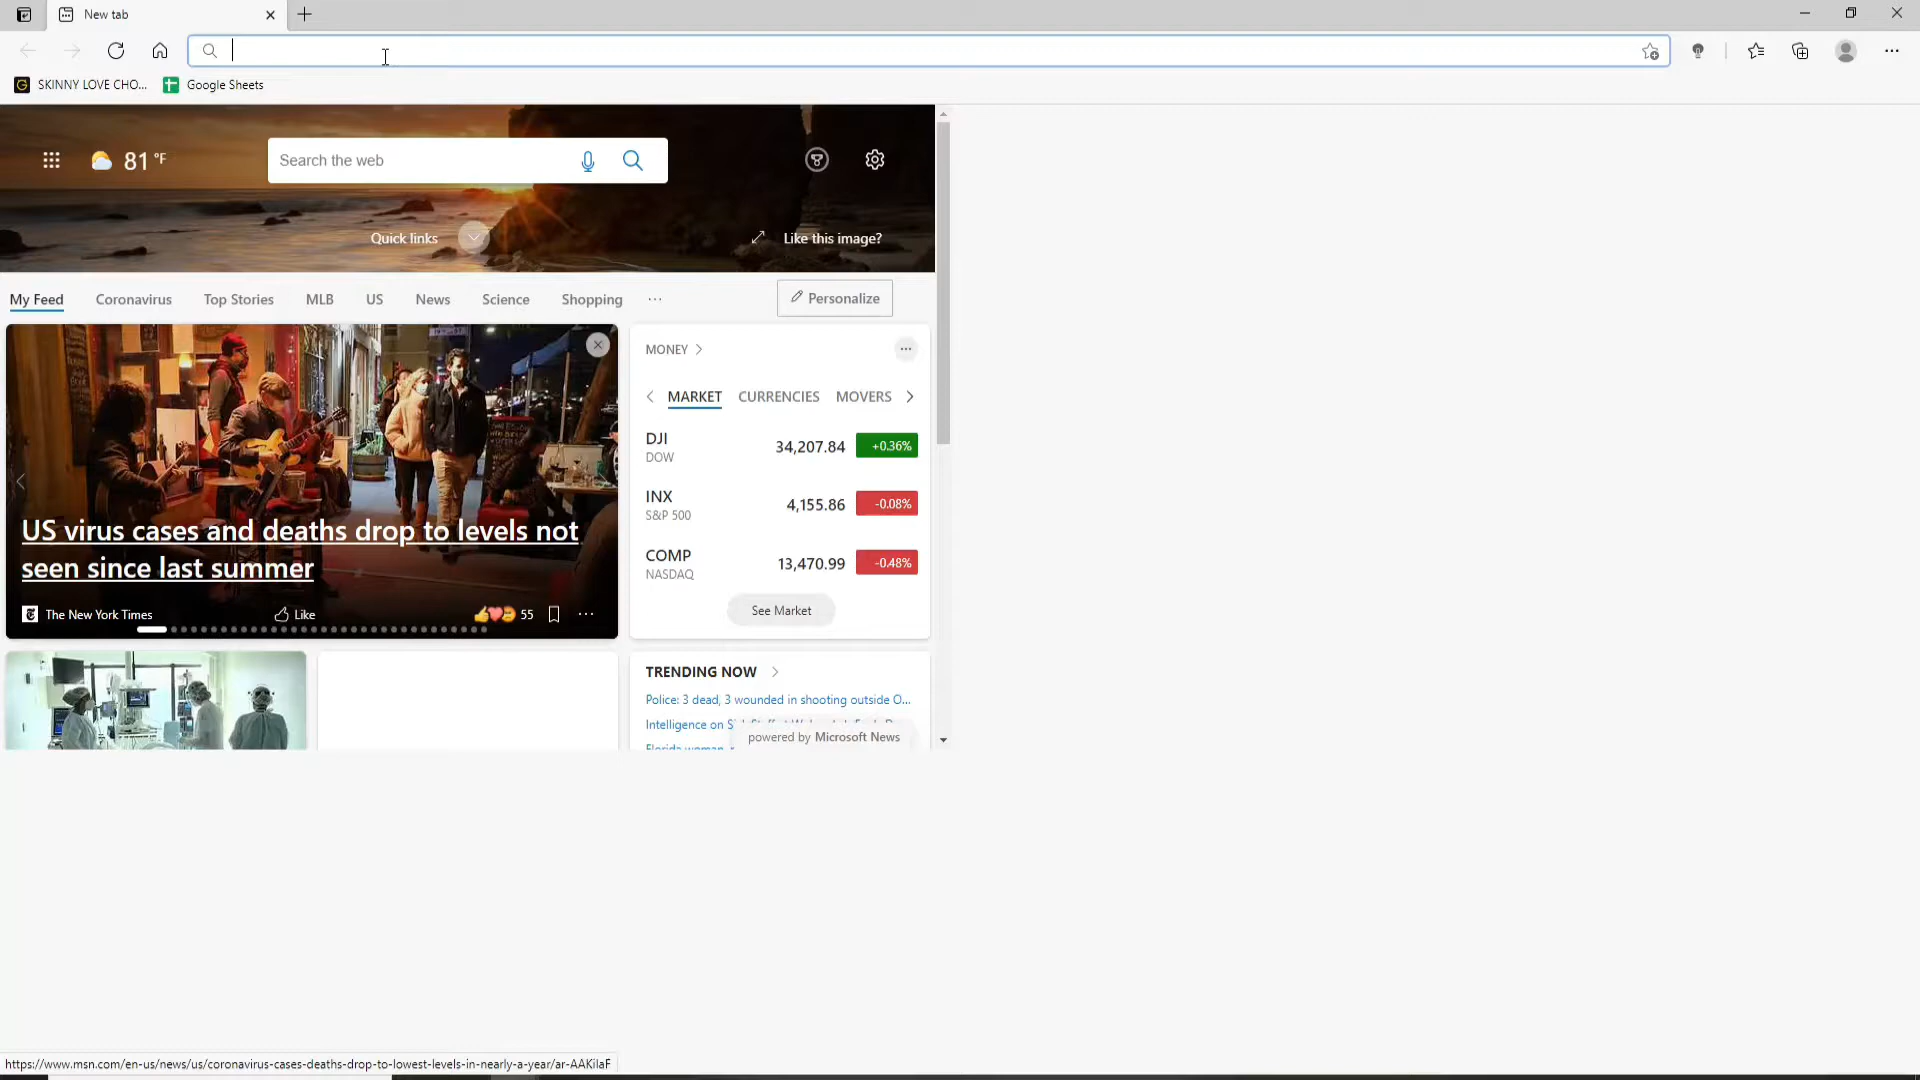 New tab
SKINNY LOVE CHO...
Google Sheets
81 °F
Search the web
Quick links
Like this image?
My Feed
Coronavirus
Top Stories
MLB
US
News
Science
Shopping
Personalize
US virus cases and deaths drop to levels not
seen since last summer
The New York Times
Like
55
MONEY
MARKET
CURRENCIES
MOVERS
DJI
DOW
34,207.84
+0.36%
INX
S&P 500
4,155.86
-0.08%
COMP
NASDAQ
13,470.99
-0.48%
See Market
TRENDING NOW
Police: 3 dead, 3 wounded in shooting outside O...
Intelligence on
Florida woman
powered by Microsoft News
https://www.msn.com/en-us/news/us/coronavirus-cases-deaths-drop-to-lowest-levels-in-nearly-a-year/ar-AAKilaF